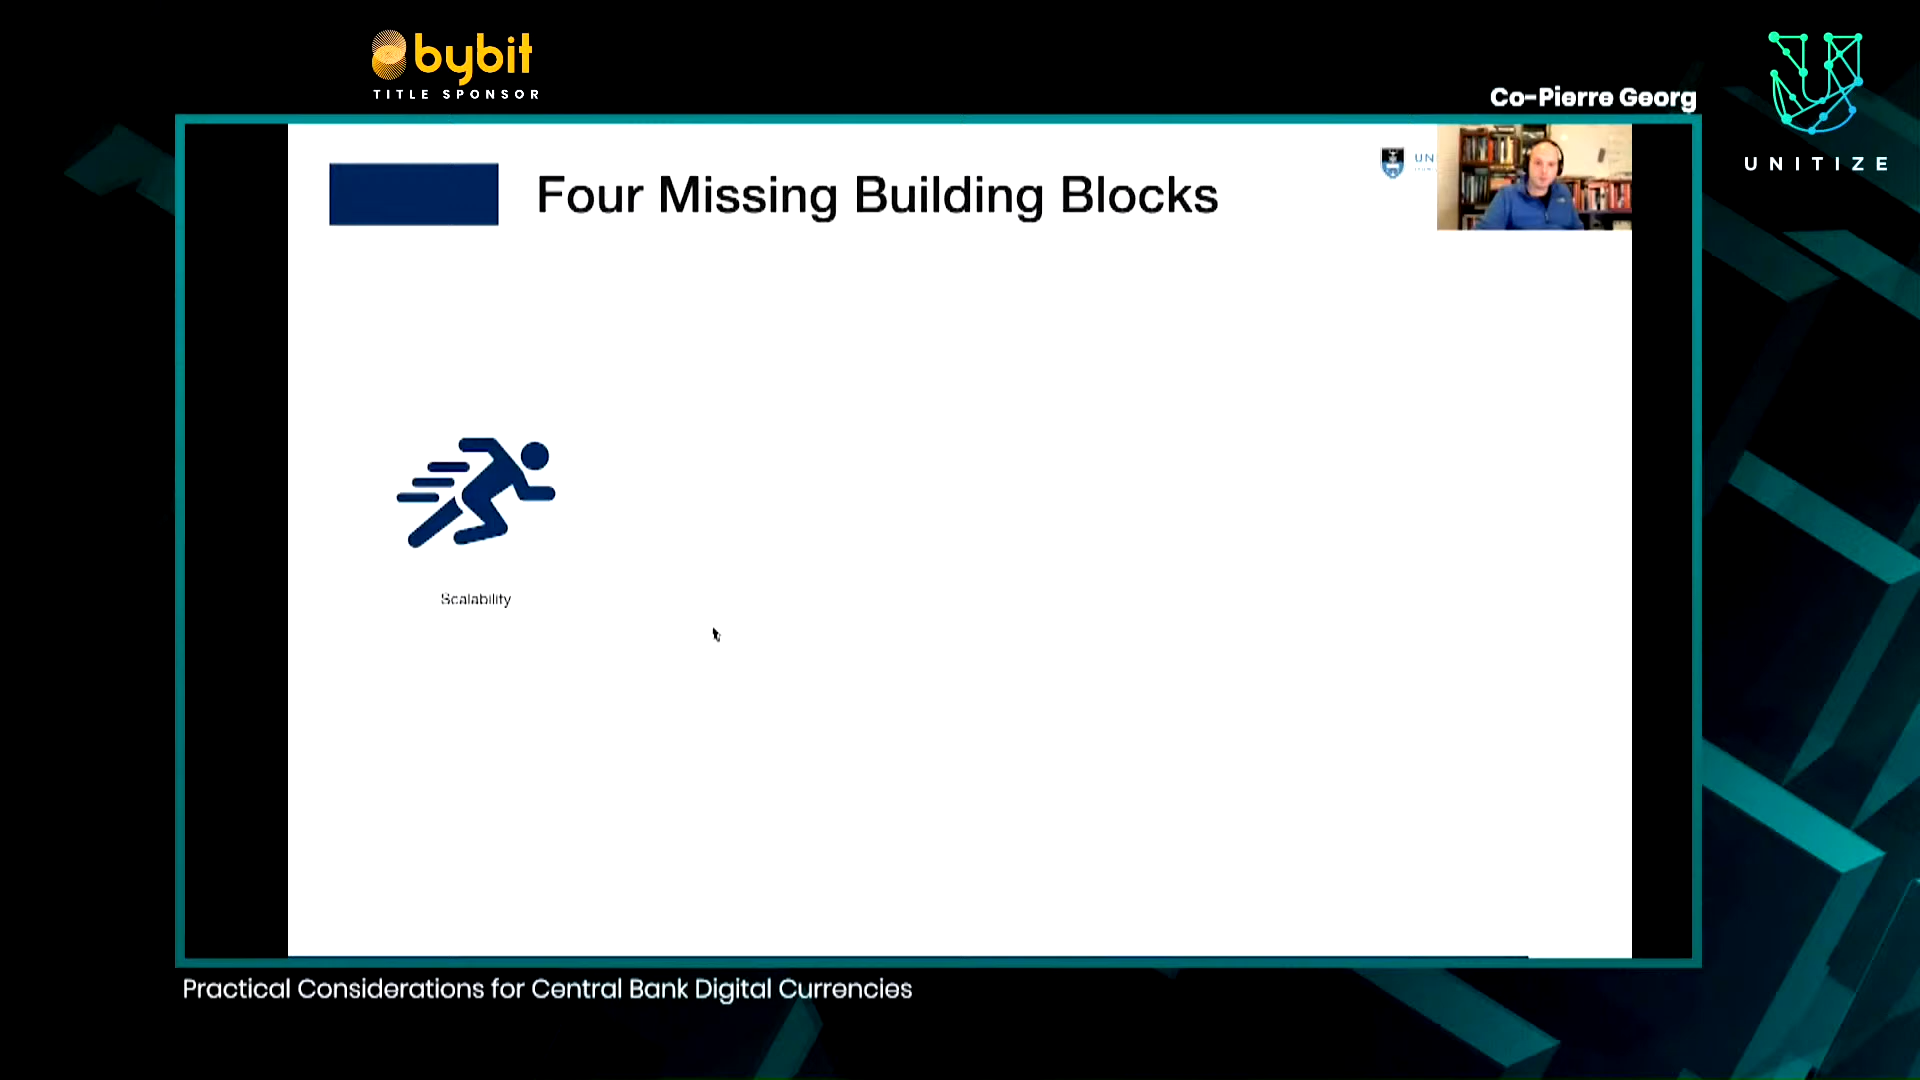 bybit
TITLE SPONSOR
Co-Pierre Georg
UNITIZE
Four Missing Building Blocks
UN
Scalability
Practical Considerations for Central Bank Digital Currencies